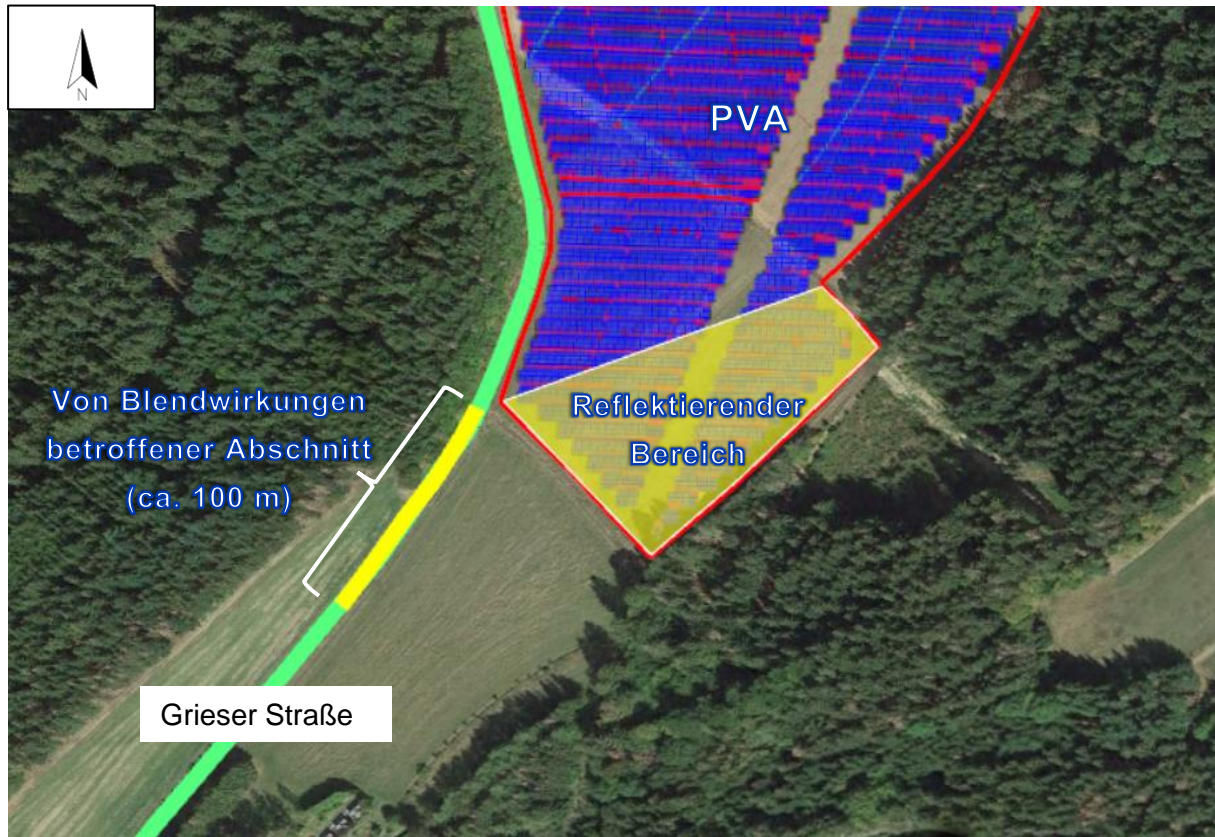 N
PVA
Von Blendwirkungen
betroffener Abschnitt
(ca. 100 m)
Reflektierender
Bereich
Grieser Straße